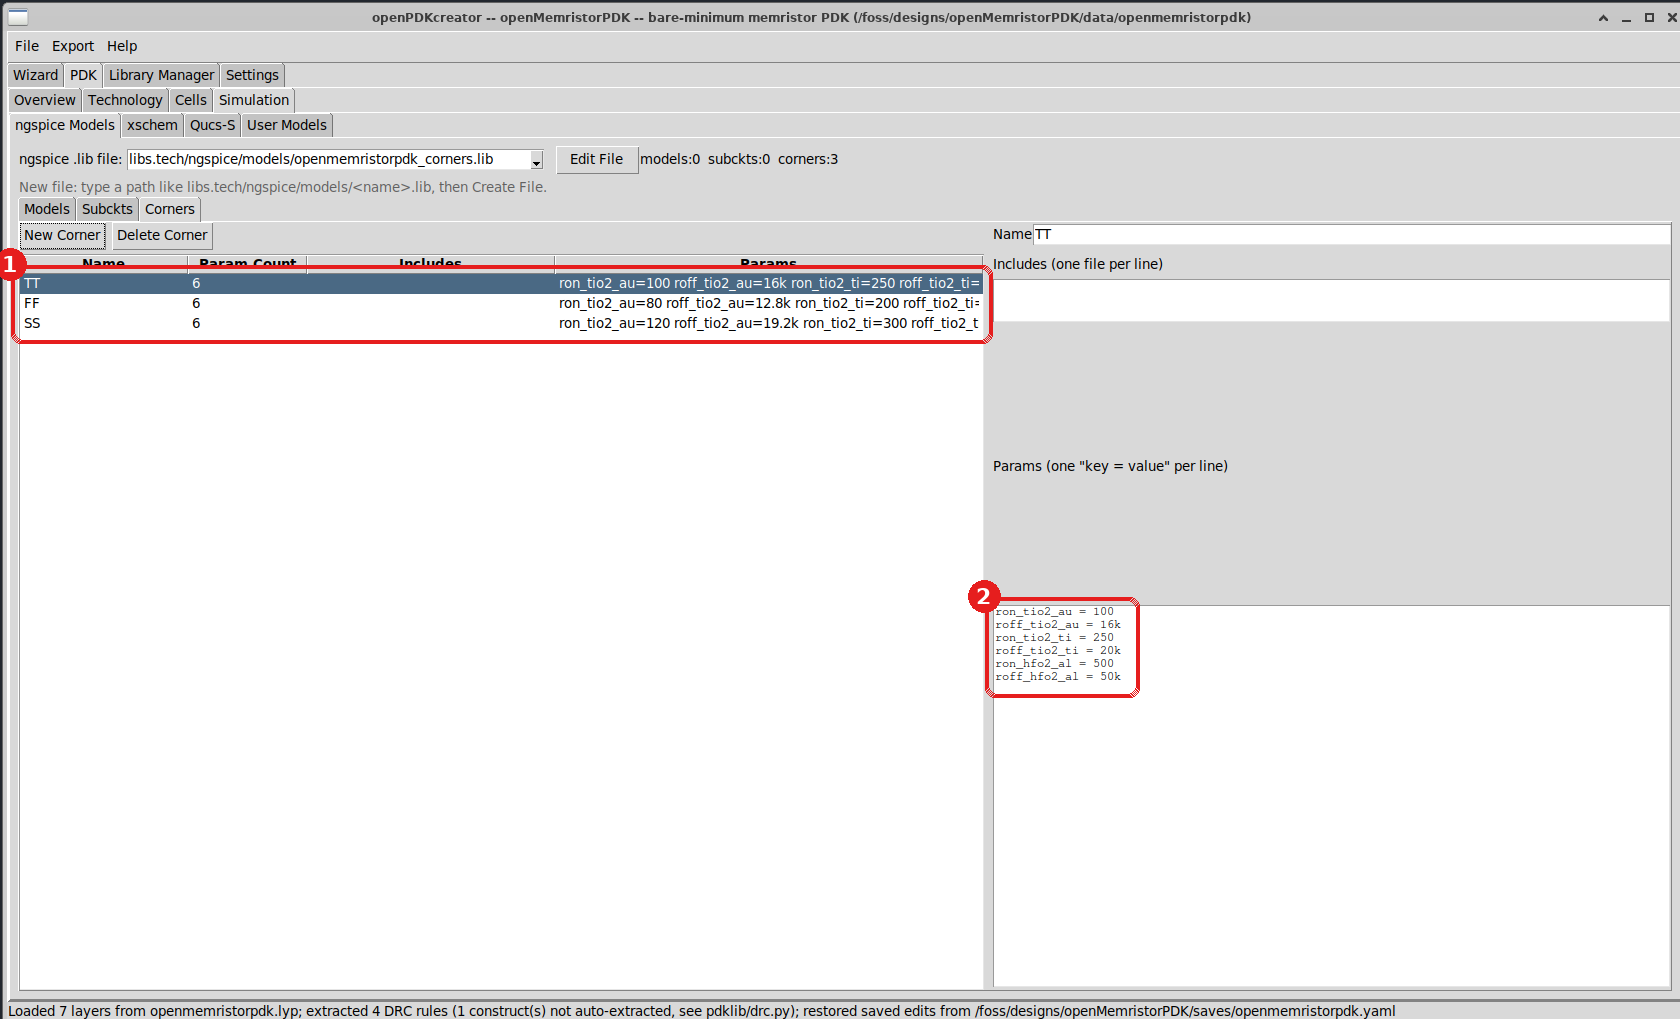 openPDKcreator -- openMemristorPDK -- bare-minimum memristor PDK (/foss/designs/openMemristorPDK/data/openmemristorpdk)
File Export Help
Wizard PDK Library Manager Settings
Overview Technology Cells Simulation
ngspice Models xschem Qucs-S User Models
ngspice .lib file: libs.tech/ngspice/models/openmemristorpdk_corners.lib Edit File models:0 subckts:0 corners:3
New file: type a path like libs.tech/ngspice/models/<name>.lib, then Create File.
Models Subckts Corners
New Corner Delete Corner
Name TT
1
Name Param Count Includes Params
Includes (one file per line)
TT 6 ron_tio2_au=100 roff_tio2_au=16k ron_tio2_ti=250 roff_tio2_ti=
FF 6 ron_tio2_au=80 roff_tio2_au=12.8k ron_tio2_ti=200 roff_tio2_ti=
SS 6 ron_tio2_au=120 roff_tio2_au=19.2k ron_tio2_ti=300 roff_tio2_t
Params (one "key = value" per line)
2
ron_tio2_au = 100
roff_tio2_au = 16k
ron_tio2_ti = 250
roff_tio2_ti = 20k
ron_hfo2_al = 500
roff_hfo2_al = 50k
Loaded 7 layers from openmemristorpdk.lyp; extracted 4 DRC rules (1 construct(s) not auto-extracted, see pdklib/drc.py); restored saved edits from /foss/designs/openMemristorPDK/saves/openmemristorpdk.yaml